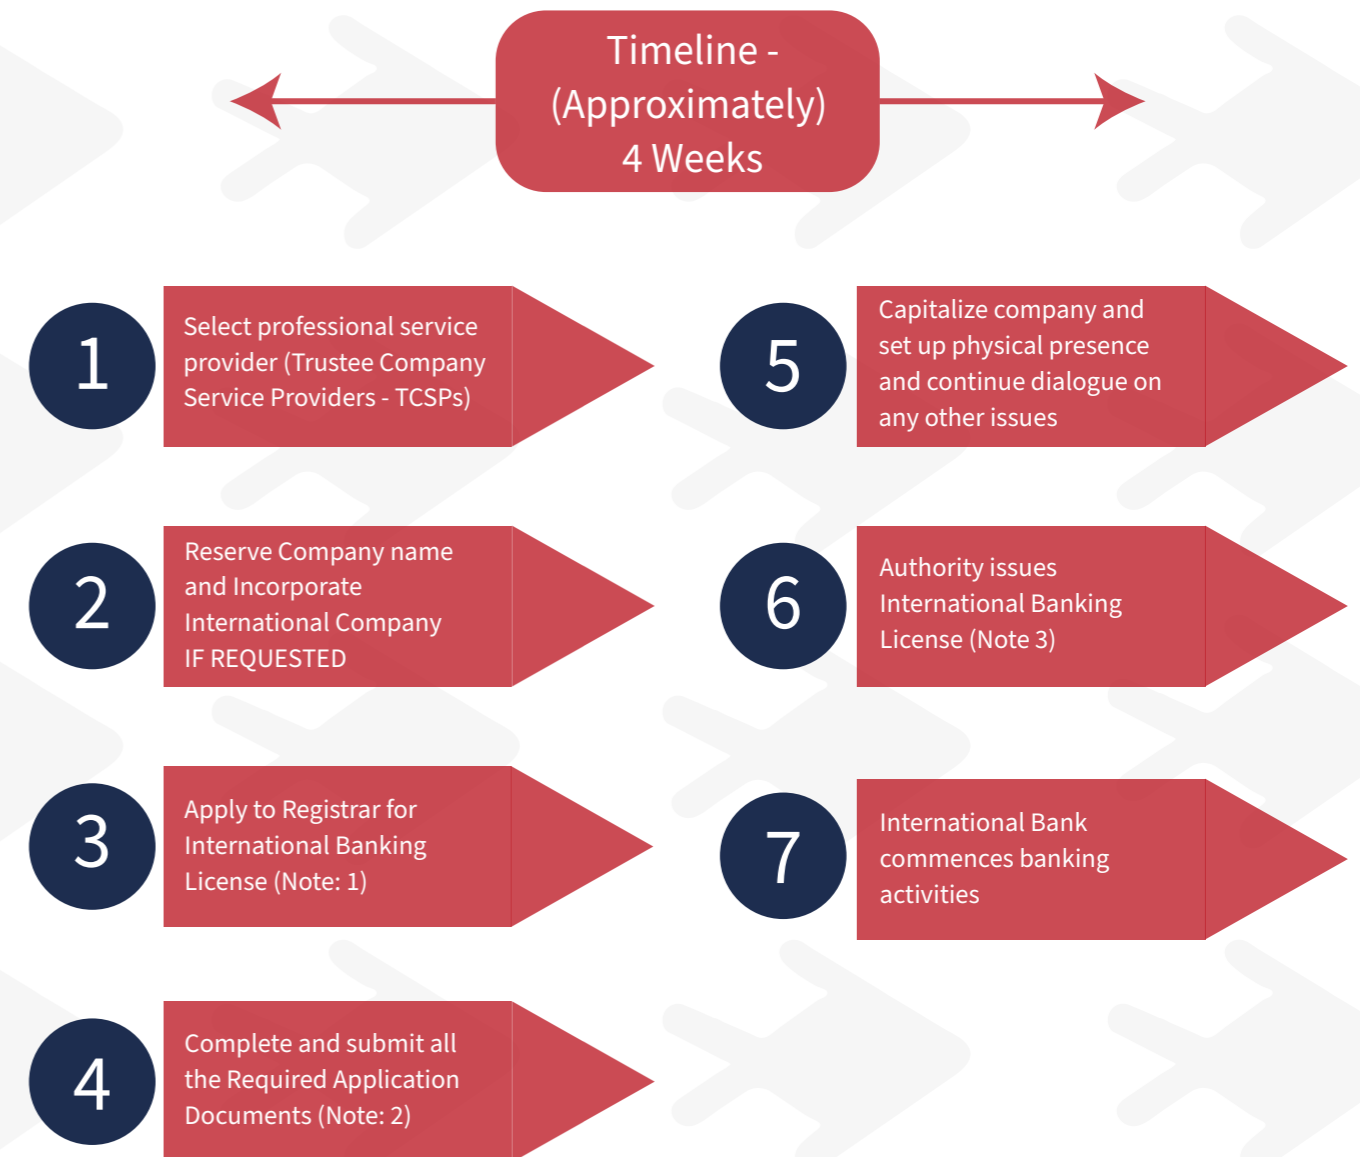 Timeline -
(Approximately)
4 Weeks
1
Select professional service
provider (Trustee Company
Service Providers - TCSPs)
2
Reserve Company name
and Incorporate
International Company
IF REQUESTED
3
Apply to Registrar for
International Banking
License (Note: 1)
4
Complete and submit all
the Required Application
Documents (Note: 2)
5
Capitalize company and
set up physical presence
and continue dialogue on
any other issues
6
Authority issues
International Banking
License (Note 3)
7
International Bank
commences banking
activities